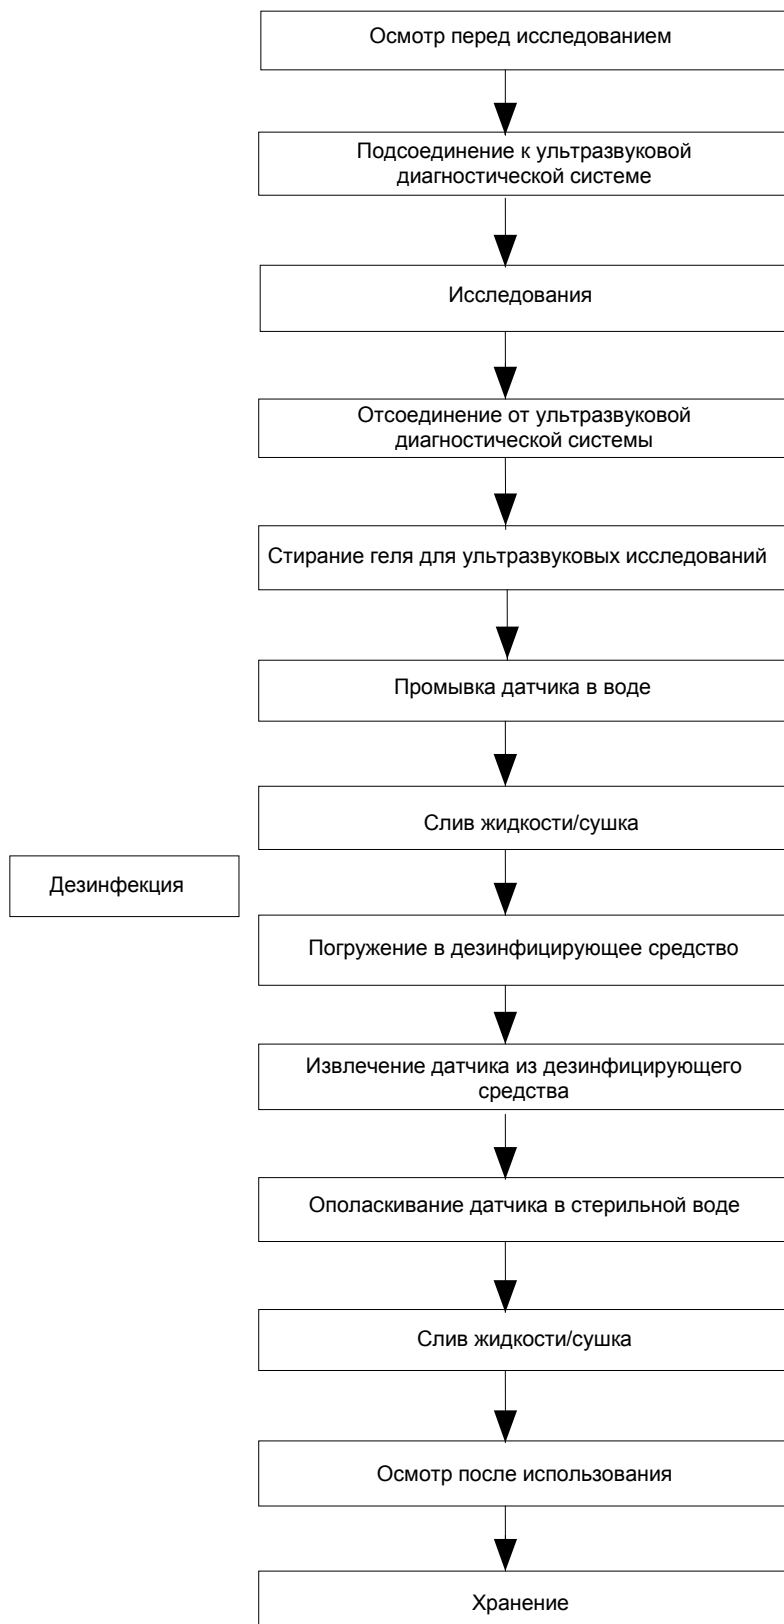 Осмотр перед исследованием
Подсоединение к ультразвуковой
диагностической системе
Исследования
Отсоединение от ультразвуковой
диагностической системы
Стирание геля для ультразвуковых исследований
Промывка датчика в воде
Слив жидкости/сушка
Дезинфекция
Погружение в дезинфицирующее средство
Извлечение датчика из дезинфицирующего
средства
Ополаскивание датчика в стерильной воде
Слив жидкости/сушка
Осмотр после использования
Хранение